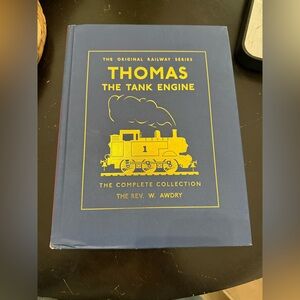 THE ORIGINAL RAILWAY SERIES
THOMAS
THE TANK ENGINE
1
THE COMPLETE COLLECTION
THE REV. W. AWDRY